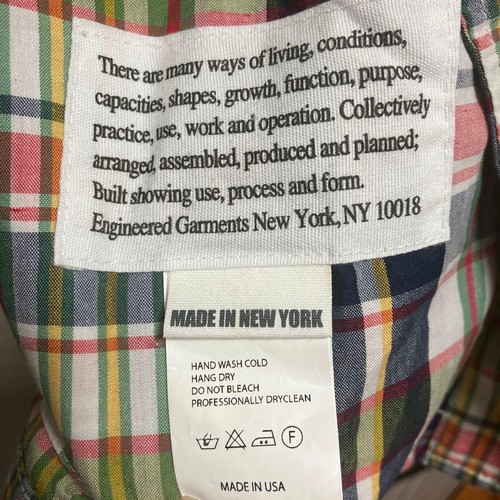 There are many ways of living, conditions,
capacities, shapes, growth, function, purpose,
practice, use, work and operation. Collectively
arranged, assembled, produced and planned;
Built showing use, process and form.
Engineered Garments New York, NY 10018
MADE IN NEW YORK
HAND WASH COLD
HANG DRY
DO NOT BLEACH
PROFESSIONALLY DRYCLEAN
F
MADE IN USA